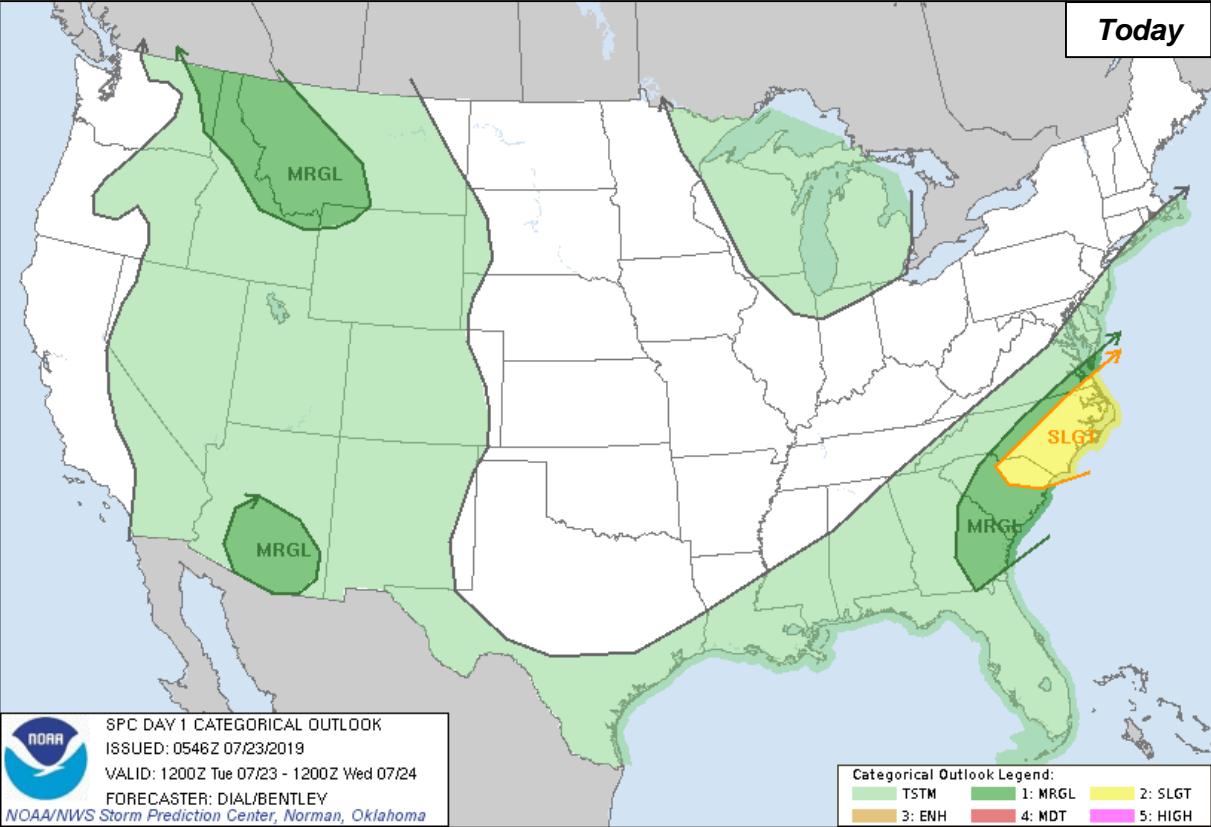 Today
MRGL
SLGT
MRGL
MRGL
NOAA
SPC DAY 1 CATEGORICAL OUTLOOK
ISSUED: 0546Z 07/23/2019
VALID: 1200Z Tue 07/23 - 1200Z Wed 07/24
FORECASTER: DIAL/BENTLEY
NOAA/NWS Storm Prediction Center, Norman, Oklahoma
Categorical Outlook Legend:
TSTM 1: MRGL 2: SLGT
3: ENH 4: MDT 5: HIGH